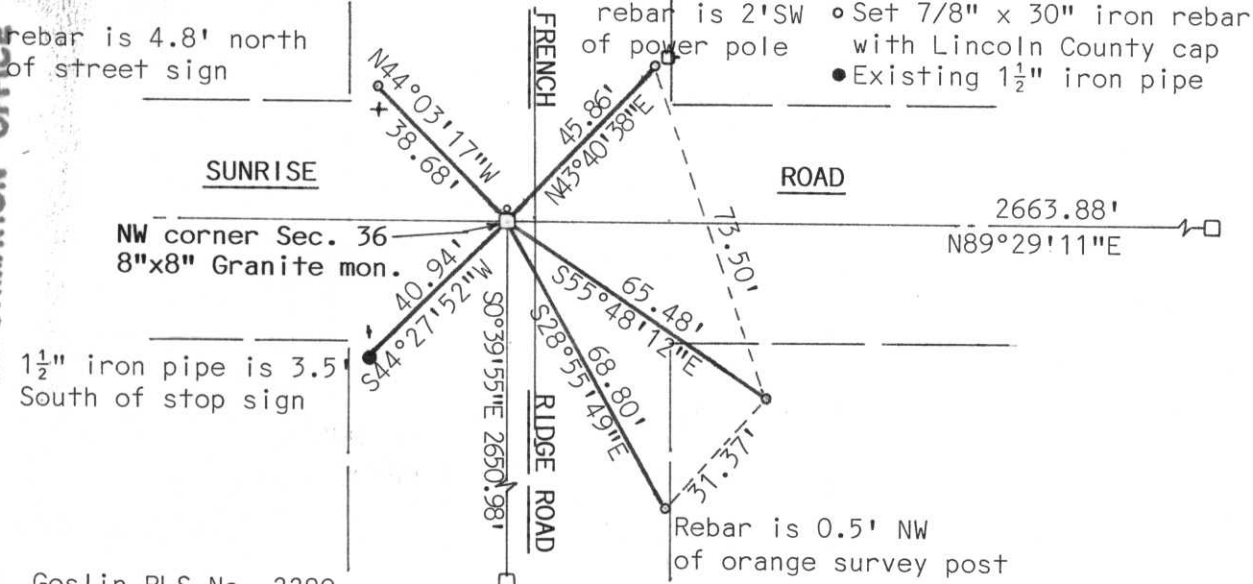 rebar is 4.8' north
of street sign
N44°03'17"W
38.68'
FRENCH
rebar is 2'SW
of power pole
Set 7/8" x 30" iron rebar
with Lincoln County cap
Existing 1½" iron pipe
45.86'
N43°40'38"E
SUNRISE
ROAD
2663.88'
N89°29'11"E
NW corner Sec. 36
8"x8" Granite mon.
40.94'
S44°27'52"W
73.50'
65.48'
S55°48'12"E
68.80'
S28°55'49"E
S0°39'55"E 2650.98'
1½" iron pipe is 3.5'
South of stop sign
RIDGE ROAD
31.37'
Rebar is 0.5' NW
of orange survey post